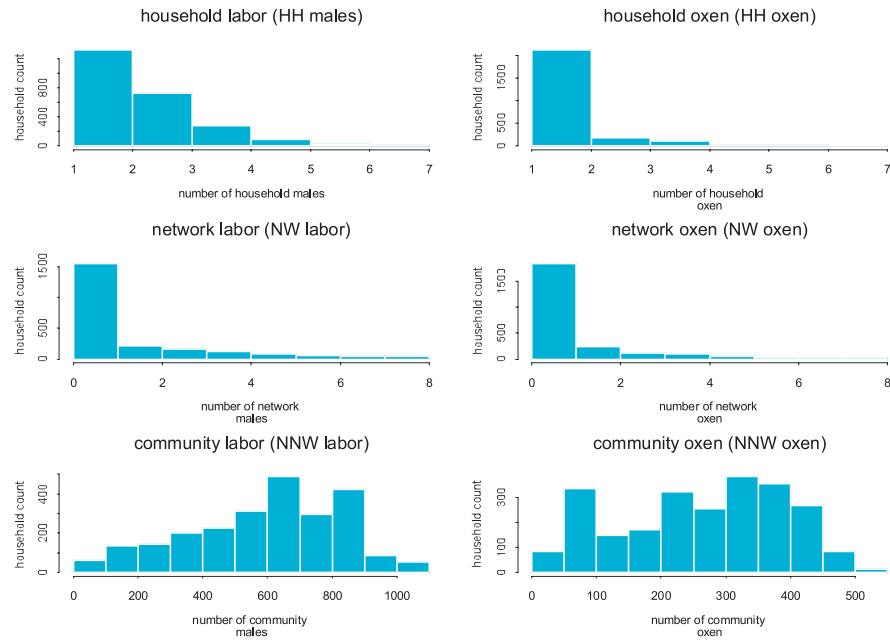 household labor (HH males)
household count
0 400 800
1 2 3 4 5 6 7
number of household males
household oxen (HH oxen)
household count
0 500 1500
1 2 3 4 5 6 7
number of household
oxen
network labor (NW labor)
household count
0 500 1500
0 2 4 6 8
number of network
males
network oxen (NW oxen)
household count
0 500 1500
0 2 4 6 8
number of network
oxen
community labor (NNW labor)
household count
0 200 400
0 200 400 600 800 1000
number of community
males
community oxen (NNW oxen)
household count
0 100 300
0 100 200 300 400 500
number of community
oxen